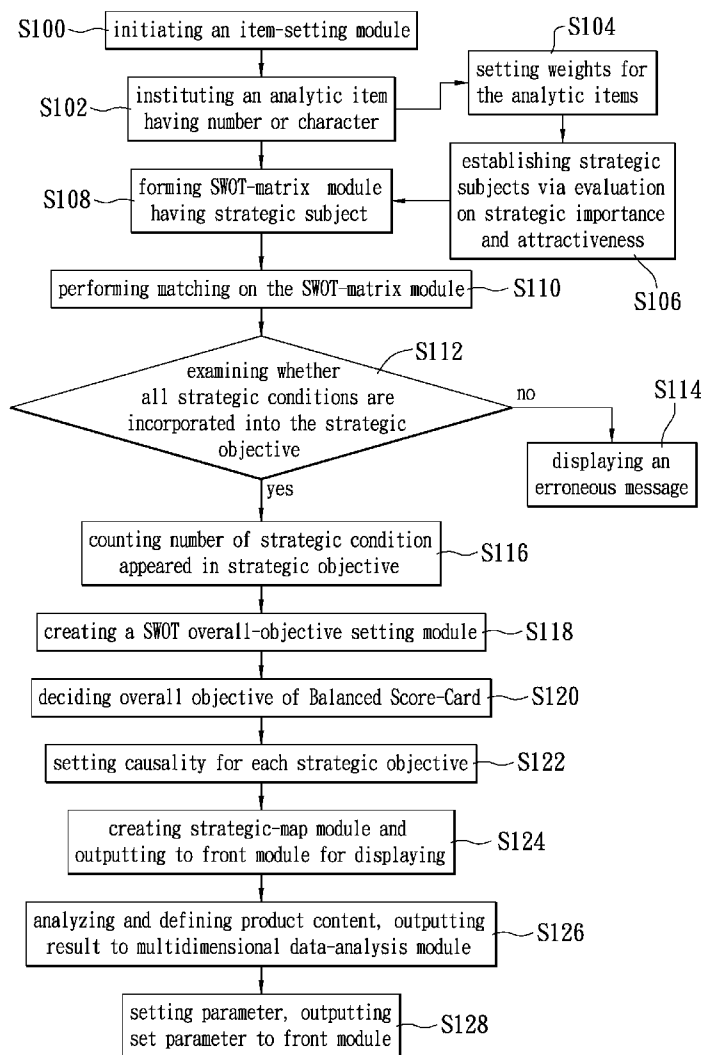 S100
initiating an item-setting module
S104
setting weights for
the analytic items
S102
instituting an analytic item
having number or character
S108
forming SWOT-matrix module
having strategic subject
establishing strategic
subjects via evaluation
on strategic importance
and attractiveness
S106
performing matching on the SWOT-matrix module
S110
S112
examining whether
all strategic conditions are
incorporated into the strategic
objective
no
S114
displaying an
erroneous message
yes
counting number of strategic condition
appeared in strategic objective
S116
creating a SWOT overall-objective setting module
S118
deciding overall objective of Balanced Score-Card
S120
setting causality for each strategic objective
S122
creating strategic-map module and
outputting to front module for displaying
S124
analyzing and defining product content, outputting
result to multidimensional data-analysis module
S126
setting parameter, outputting
set parameter to front module
S128